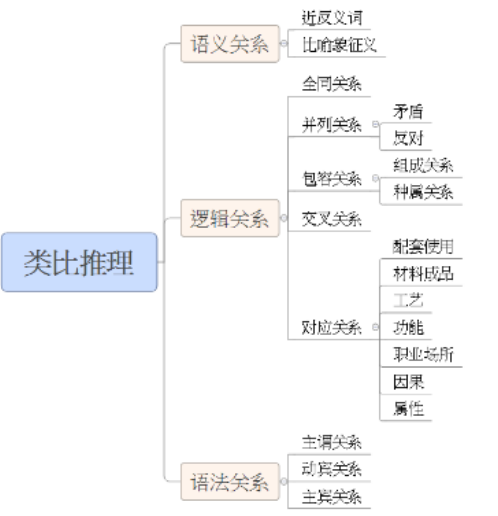 类比推理
语义关系
近反义词
比喻象征义
逻辑关系
全同关系
并列关系
矛盾
反对
包容关系
组成关系
种属关系
交叉关系
对应关系
配套使用
材料成品
工艺
功能
职业场所
因果
属性
语法关系
主谓关系
动宾关系
主宾关系